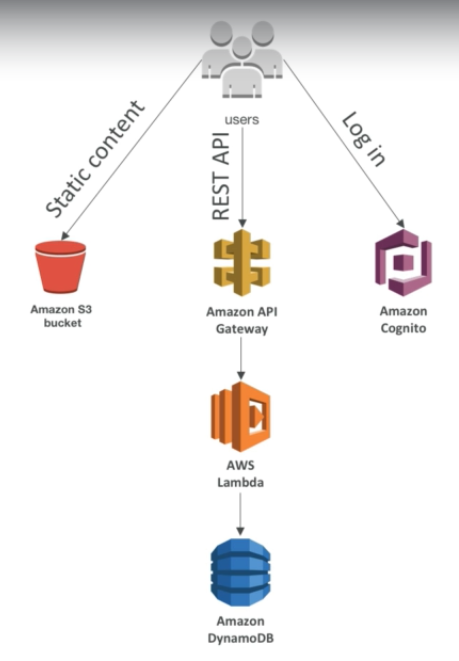 users
Static content
REST API
Log in
Amazon S3
bucket
Amazon API
Gateway
Amazon
Cognito
AWS
Lambda
Amazon
DynamoDB